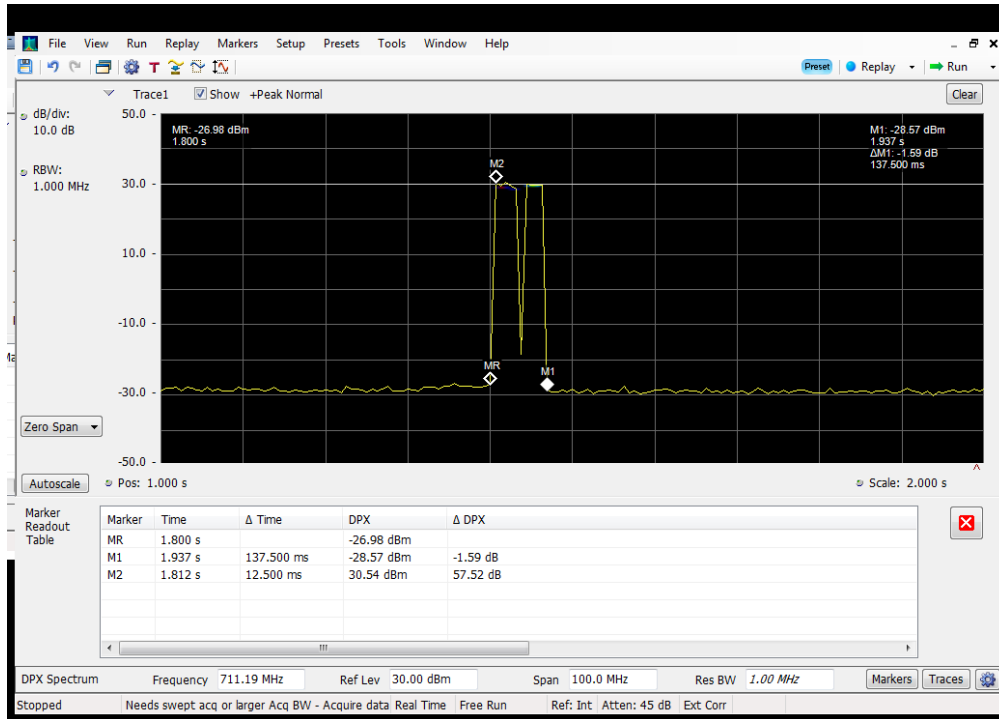 File View Run Replay Markers Setup Presets Tools Window Help
Preset Replay Run
Trace1 Show +Peak Normal Clear
dB/div:
10.0 dB
RBW:
1.000 MHz
50.0 -
30.0 -
10.0 -
-10.0 -
-30.0 -
-50.0 -
MR: -26.98 dBm
1.800 s
M1: -28.57 dBm
1.937 s
ΔM1: -1.59 dB
137.500 ms
M2
MR
M1
Zero Span
Autoscale Pos: 1.000 s Scale: 2.000 s
Marker
Readout
Table
Marker Time Δ Time DPX Δ DPX
MR 1.800 s -26.98 dBm
M1 1.937 s 137.500 ms -28.57 dBm -1.59 dB
M2 1.812 s 12.500 ms 30.54 dBm 57.52 dB
DPX Spectrum Frequency 711.19 MHz Ref Lev 30.00 dBm Span 100.0 MHz Res BW 1.00 MHz Markers Traces
Stopped Needs swept acq or larger Acq BW - Acquire data Real Time Free Run Ref: Int Atten: 45 dB Ext Corr